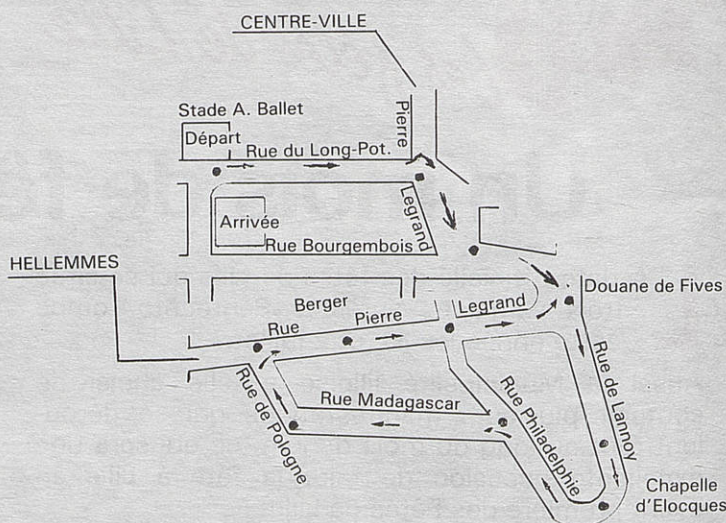 CENTRE-VILLE
Stade A. Ballet
Départ
Pierre
Rue du Long-Pot.
Legrand
Arrivée
Rue Bourgembois
HELLEMMES
Douane de Fives
Berger
Legrand
Rue Pierre
Rue de Lannoy
Rue Madagascar
Rue de Pologne
Rue Philadelphie
Chapelle
d'Elocques